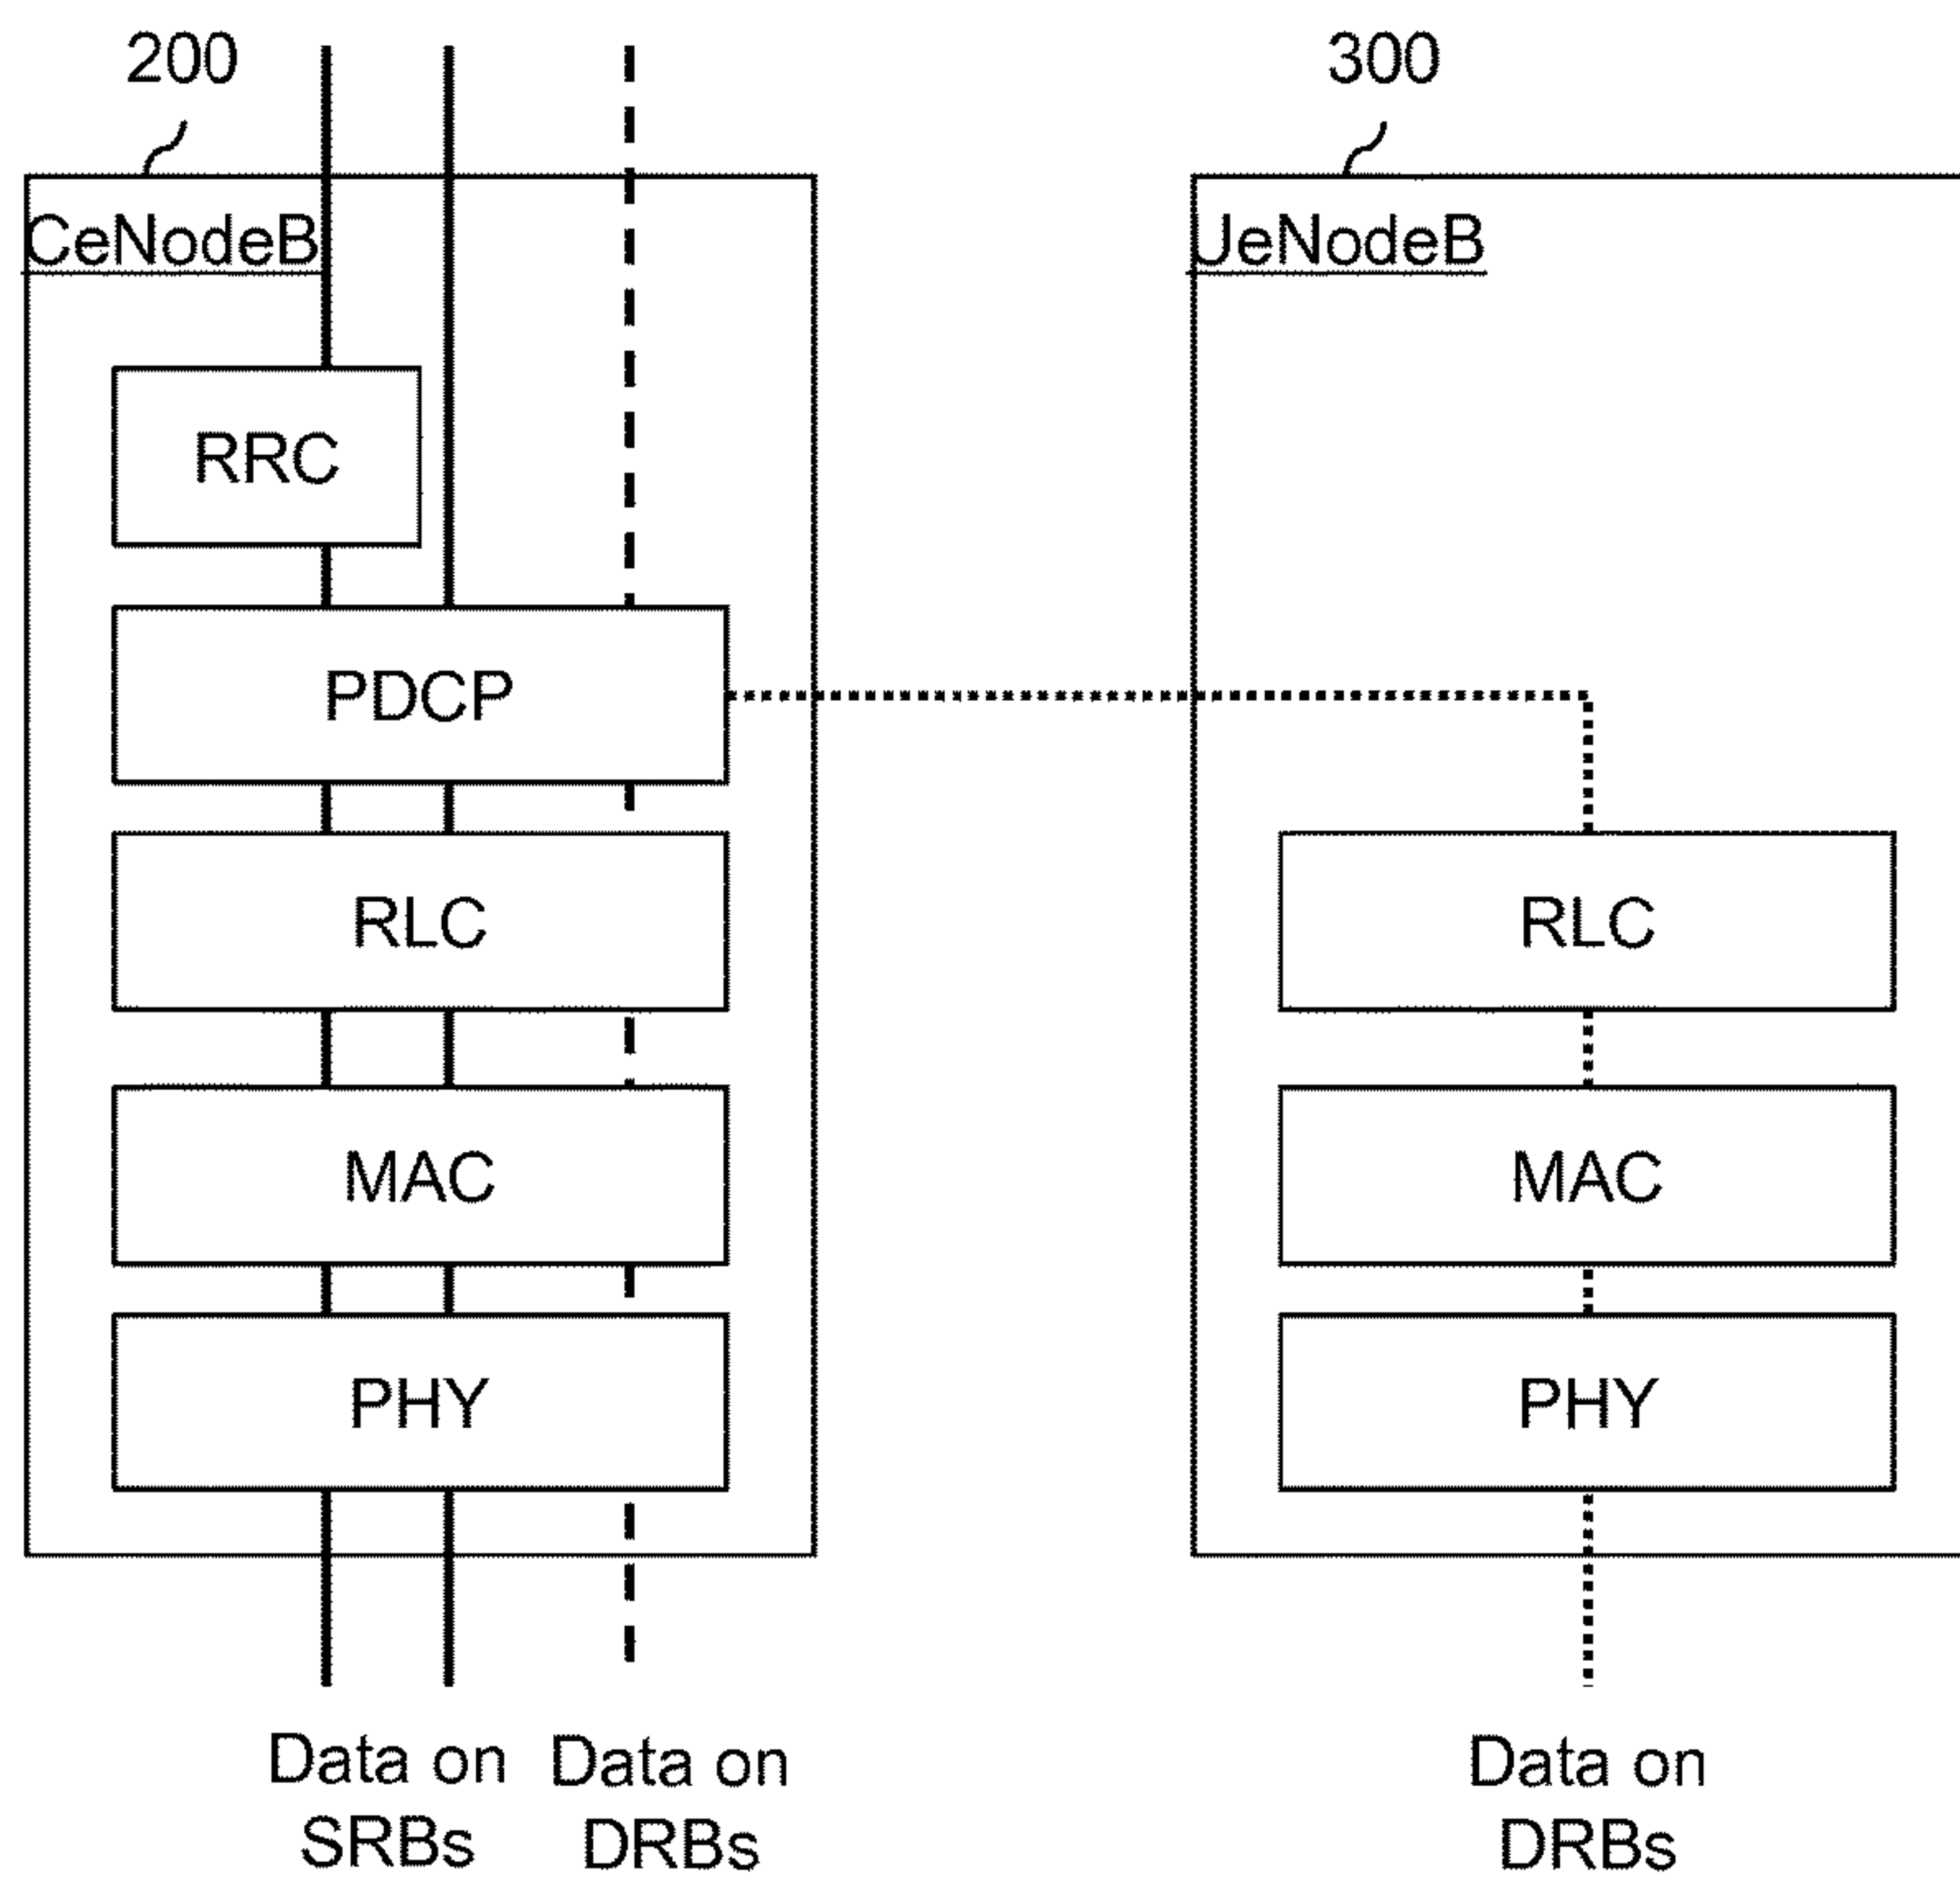 200
300
CeNodeB
UeNodeB
RRC
PDCP
RLC
RLC
MAC
MAC
PHY
PHY
Data on
SRBs
Data on
DRBs
Data on
DRBs